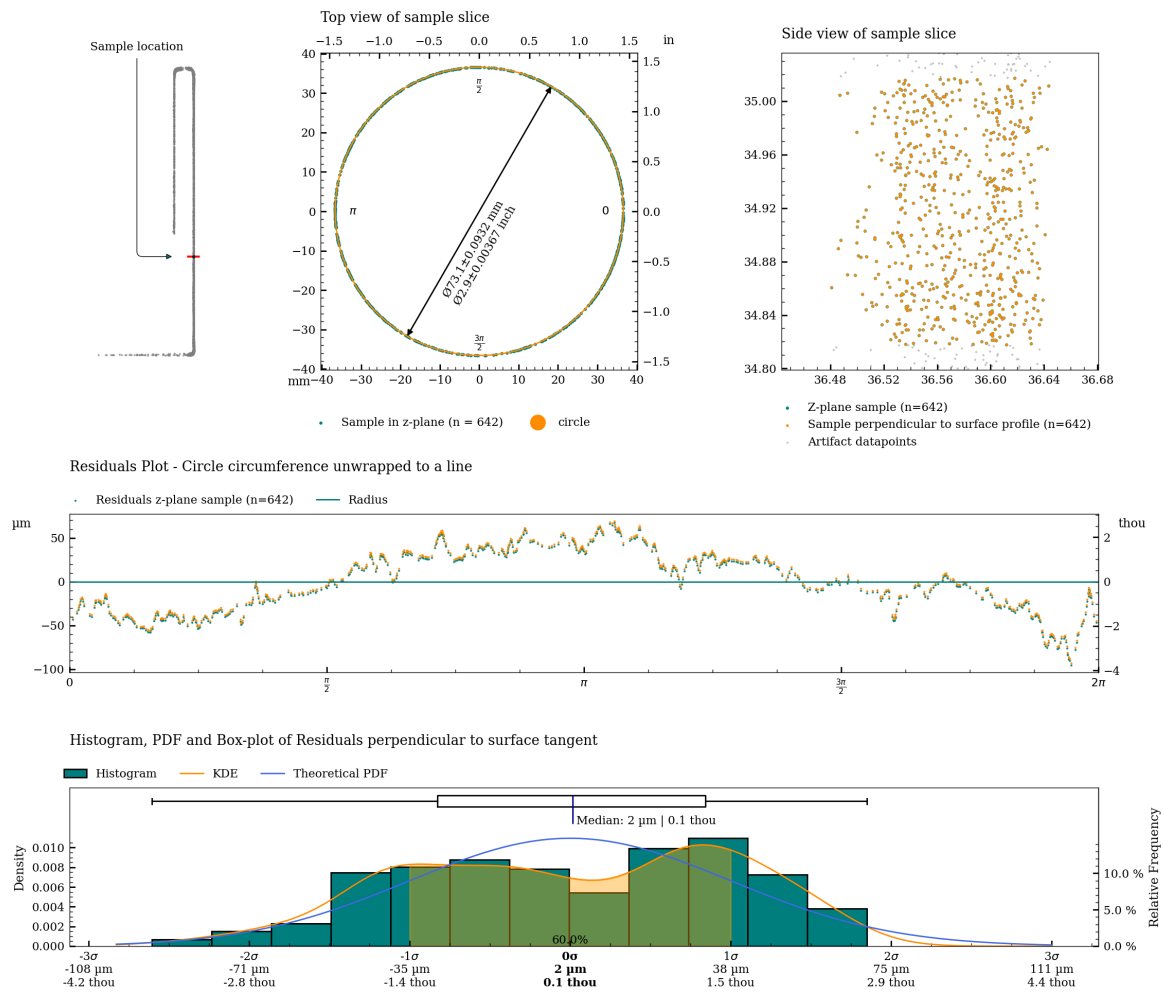 Sample location
Top view of sample slice
−1.5 −1.0 −0.5 0.0 0.5 1.0 1.5 in
40
30
20
10
0
−10
−20
−30
−40
1.5
1.0
0.5
0.0
−0.5
−1.0
−1.5
π/2
π
0
3π/2
Ø73.1±0.0932 mm
Ø2.9±0.00367 inch
mm −40 −30 −20 −10 0 10 20 30 40
Sample in z-plane (n = 642)
circle
Side view of sample slice
35.00
34.96
34.92
34.88
34.84
34.80
36.48 36.52 36.56 36.60 36.64 36.68
Z-plane sample (n=642)
Sample perpendicular to surface profile (n=642)
Artifact datapoints
Residuals Plot - Circle circumference unwrapped to a line
Residuals z-plane sample (n=642)
Radius
µm
thou
50
0
−50
−100
2
0
−2
−4
0 π/2 π 3π/2 2π
Histogram, PDF and Box-plot of Residuals perpendicular to surface tangent
Histogram
KDE
Theoretical PDF
Median: 2 µm | 0.1 thou
Density
0.010
0.008
0.006
0.004
0.002
0.000
Relative Frequency
10.0 %
5.0 %
0.0 %
60.0%
-3σ -2σ -1σ 0σ 1σ 2σ 3σ
-108 µm -71 µm -35 µm 2 µm 38 µm 75 µm 111 µm
-4.2 thou -2.8 thou -1.4 thou 0.1 thou 1.5 thou 2.9 thou 4.4 thou